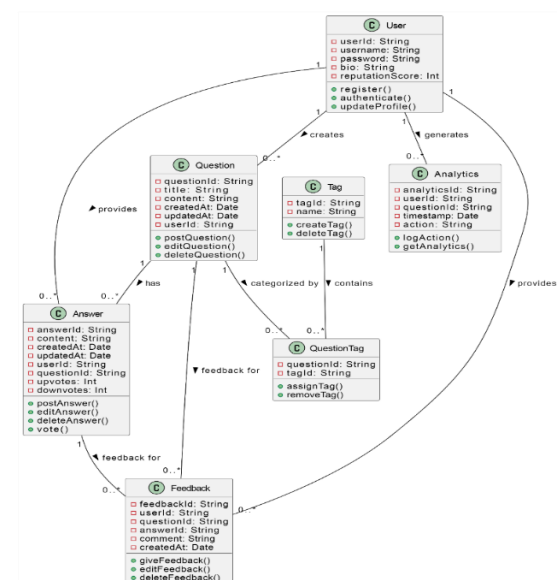 C User
userId: String
username: String
password: String
bio: String
reputationScore: Int
register()
authenticate()
updateProfile()
1
1
1
1
creates
generates
0..*
0..*
C Question
questionId: String
title: String
content: String
createdAt: Date
updatedAt: Date
userId: String
postQuestion()
editQuestion()
deleteQuestion()
C Tag
tagId: String
name: String
createTag()
deleteTag()
C Analytics
analyticsId: String
userId: String
questionId: String
timestamp: Date
action: String
logAction()
getAnalytics()
provides
1
1
1
1
has
categorized by
contains
provides
0..*
0..*
0..*
0..*
C Answer
answerId: String
content: String
createdAt: Date
updatedAt: Date
userId: String
questionId: String
upvotes: Int
downvotes: Int
postAnswer()
editAnswer()
deleteAnswer()
vote()
C QuestionTag
questionId: String
tagId: String
assignTag()
removeTag()
feedback for
1
feedback for
0..*
0..*
0..*
C Feedback
feedbackId: String
userId: String
questionId: String
answerId: String
comment: String
createdAt: Date
giveFeedback()
editFeedback()
deleteFeedback()